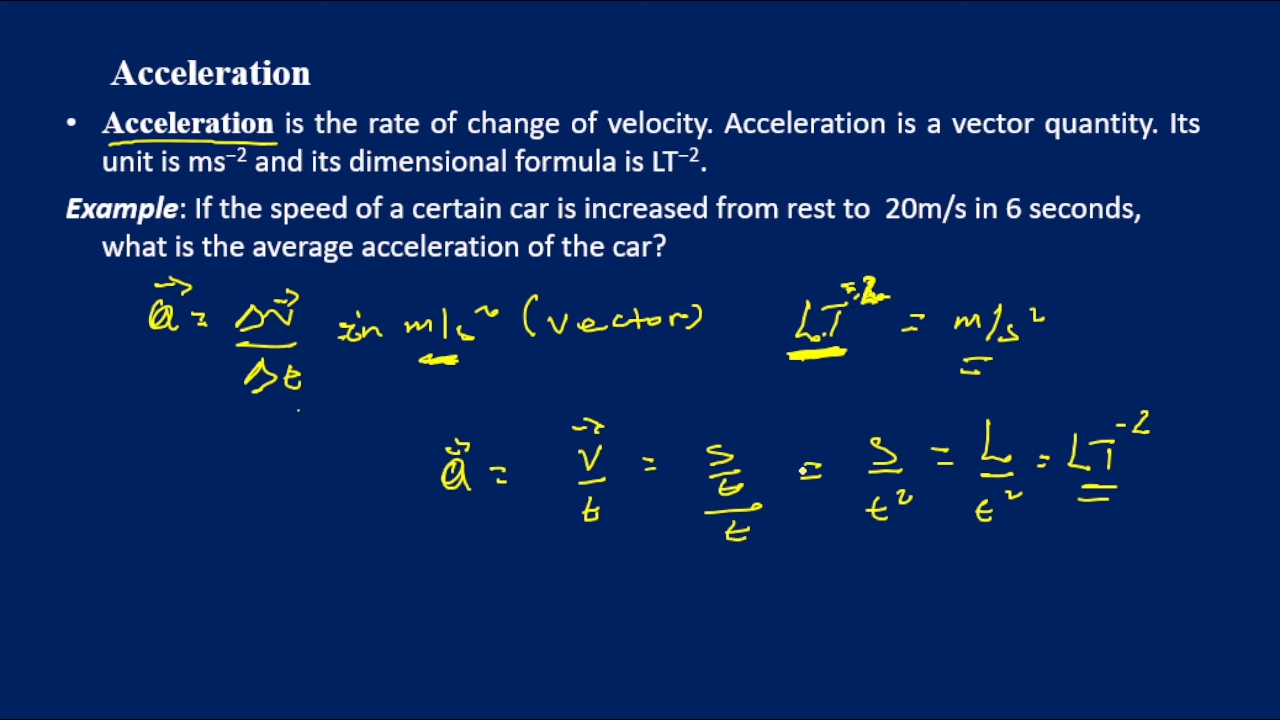 Acceleration
• Acceleration is the rate of change of velocity. Acceleration is a vector quantity. Its
unit is ms⁻² and its dimensional formula is LT⁻².
Example: If the speed of a certain car is increased from rest to 20m/s in 6 seconds,
what is the average acceleration of the car?
a⃗ = Δv⃗/Δt in m/s² (vector) LT⁻² = m/s²
a⃗ = v⃗/t = s/t/t = s/t² = L/t² = LT⁻²